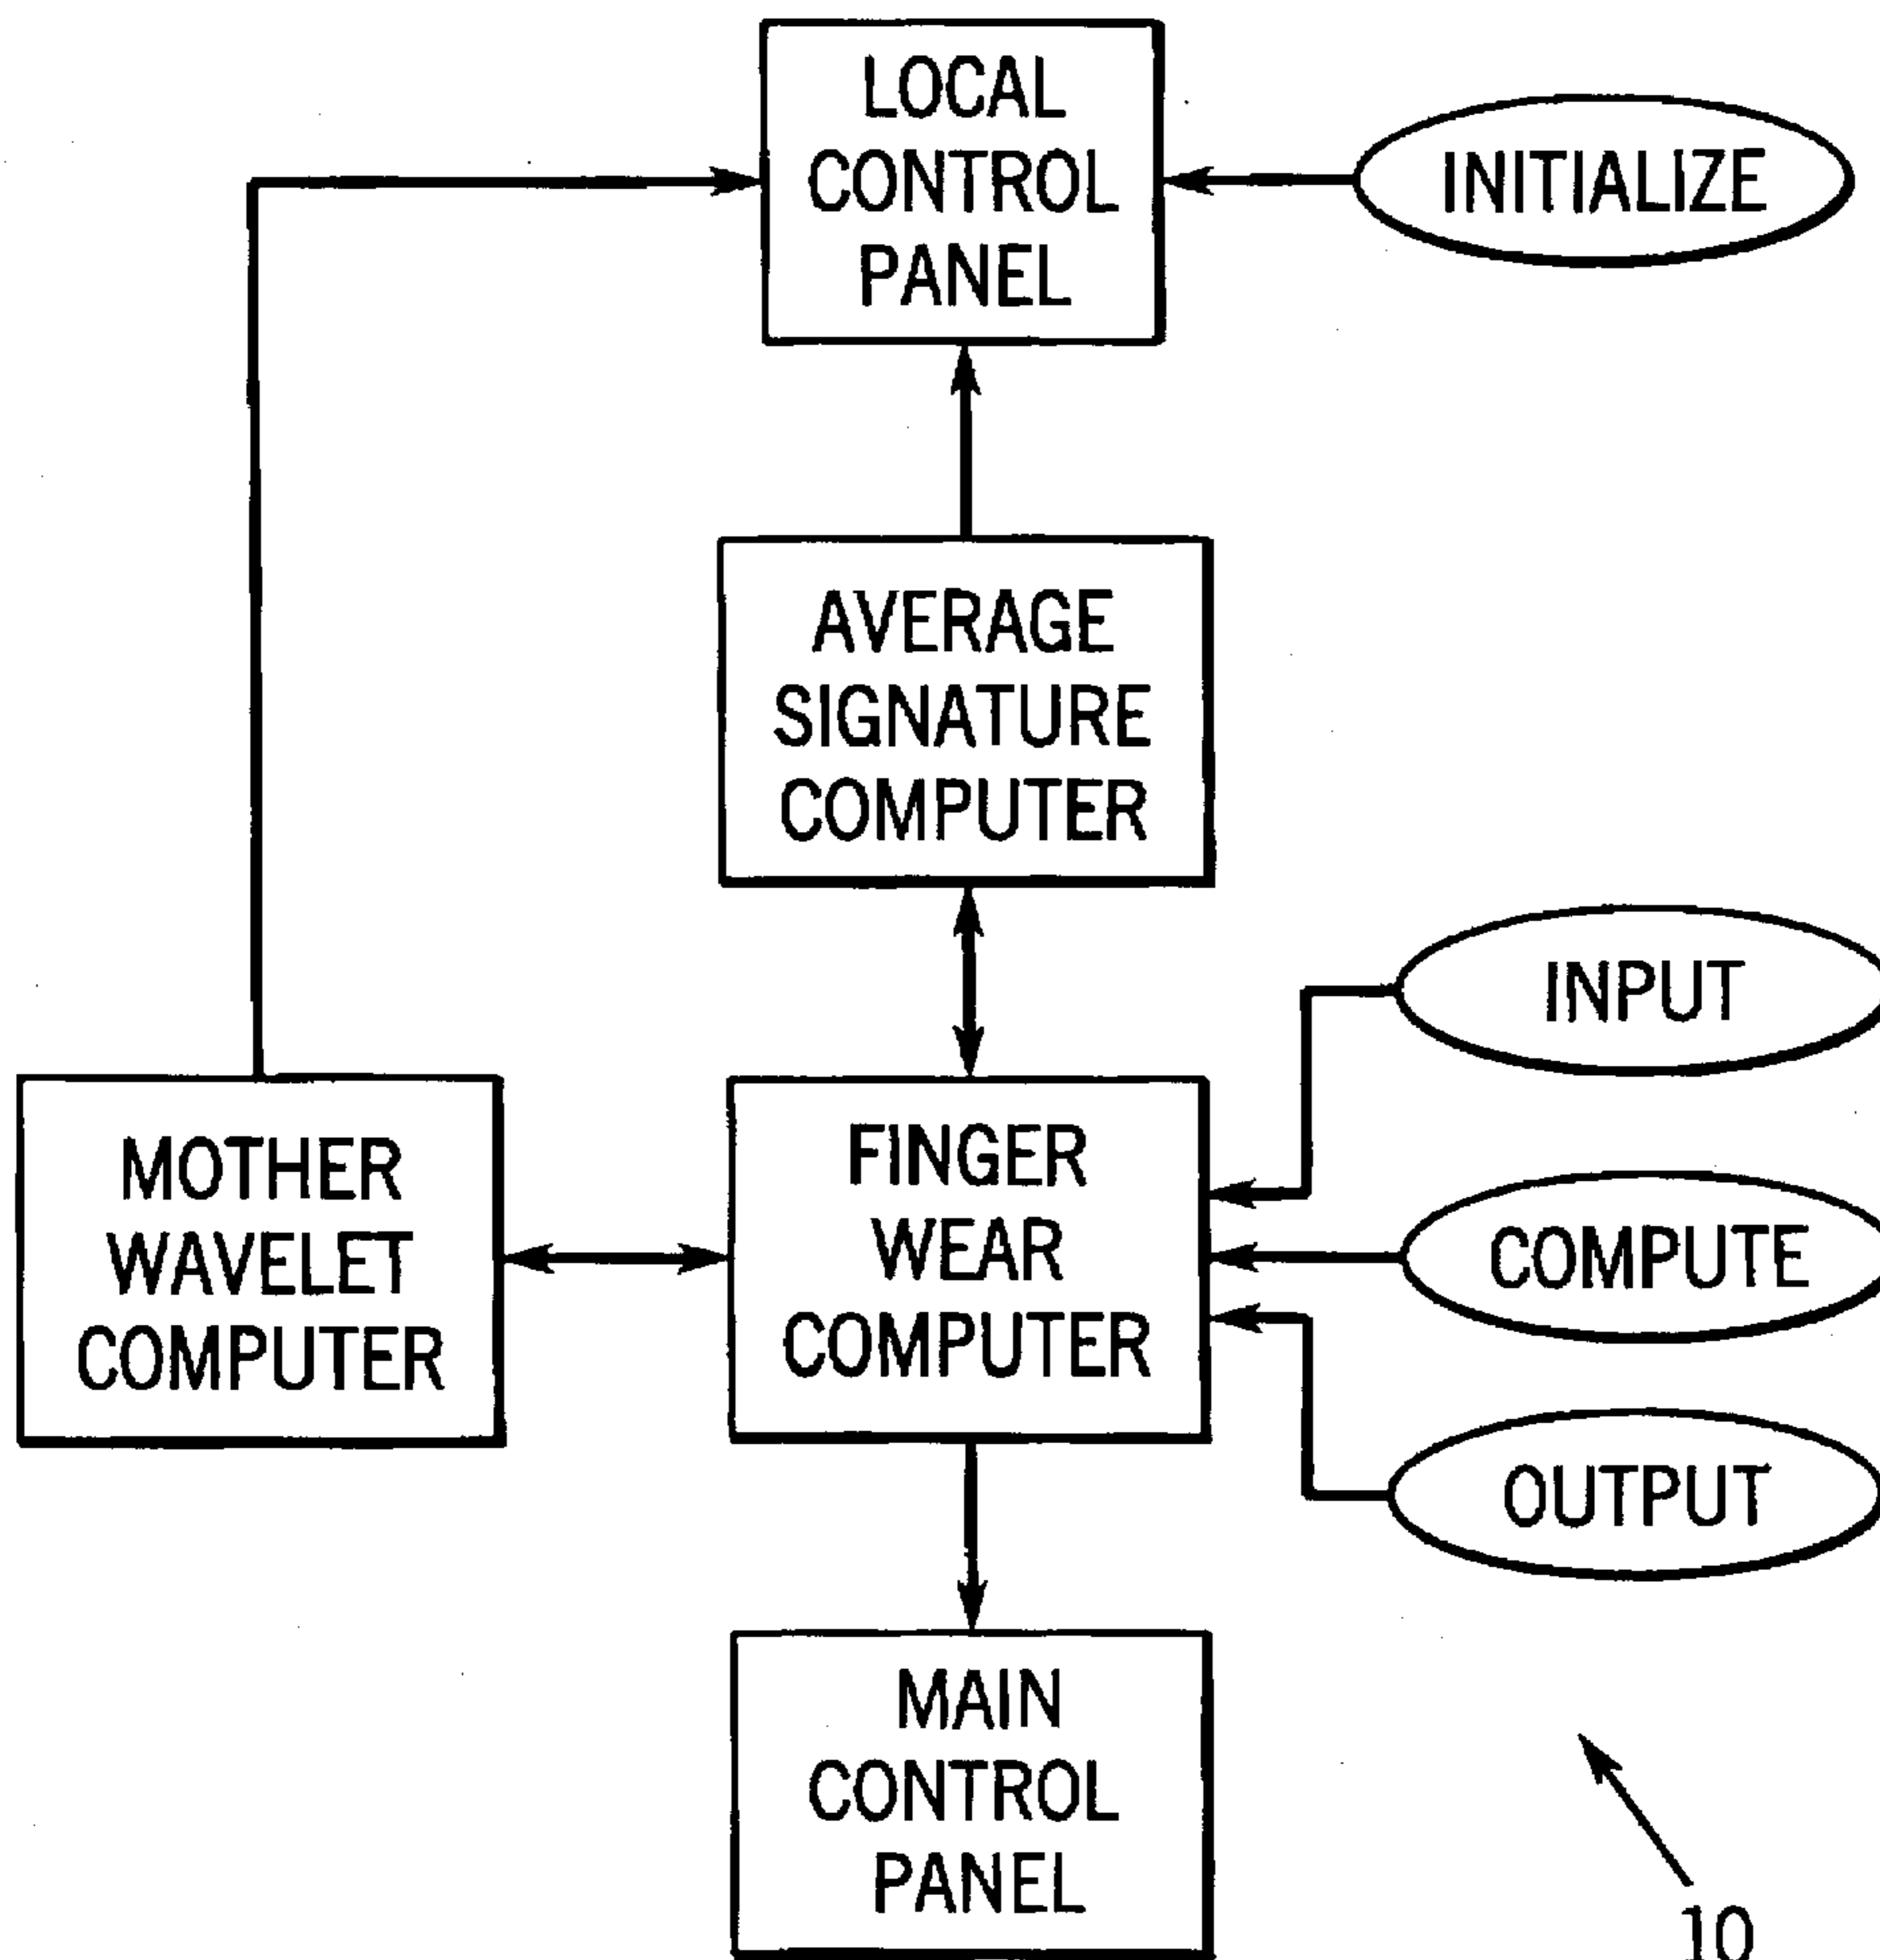 LOCAL
CONTROL
PANEL
INITIALIZE
AVERAGE
SIGNATURE
COMPUTER
INPUT
MOTHER
WAVELET
COMPUTER
FINGER
WEAR
COMPUTER
COMPUTE
OUTPUT
MAIN
CONTROL
PANEL
10